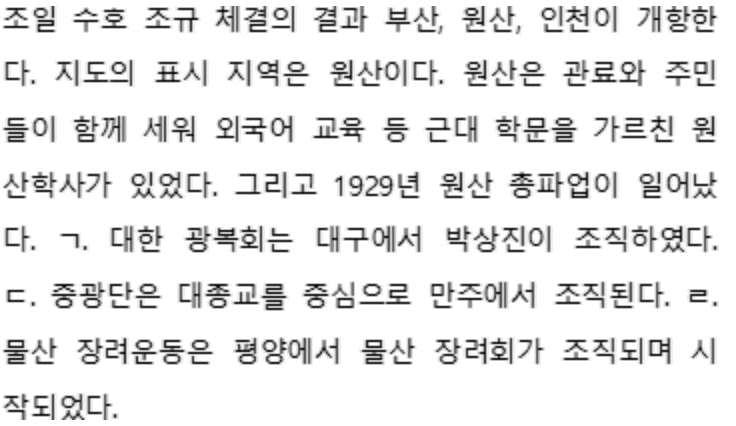 조일 수호 조규 체결의 결과 부산, 원산, 인천이 개항한
다. 지도의 표시 지역은 원산이다. 원산은 관료와 주민
들이 함께 세워 외국어 교육 등 근대 학문을 가르친 원
산학사가 있었다. 그리고 1929년 원산 총파업이 일어났
다. ㄱ. 대한 광복회는 대구에서 박상진이 조직하였다.
ㄷ. 중광단은 대종교를 중심으로 만주에서 조직된다. ㄹ.
물산 장려운동은 평양에서 물산 장려회가 조직되며 시
작되었다.